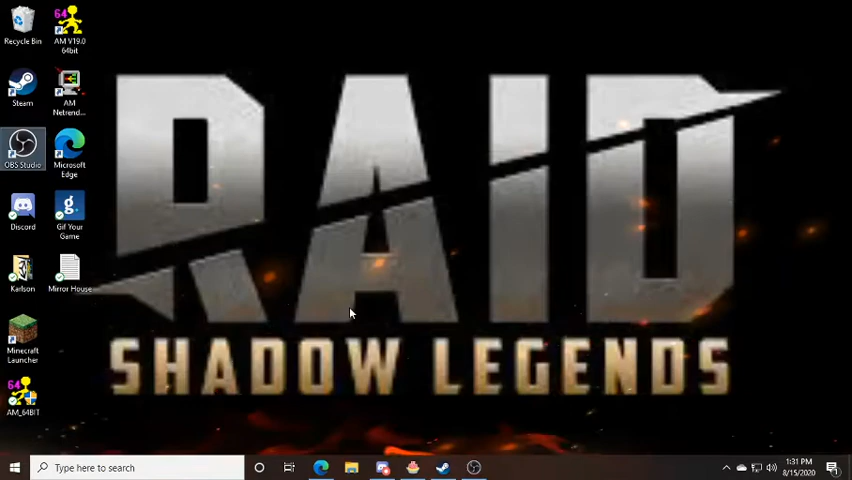 Recycle Bin
64
AM V19.0
64bit
Steam
AM
Netrend...
OBS Studio
Microsoft
Edge
Discord
g.
Gif Your
Game
Karlson
Mirror House
Minecraft
Launcher
64
AM_64BIT
RAID
SHADOW LEGENDS
Type here to search
1:31 PM
8/15/2020